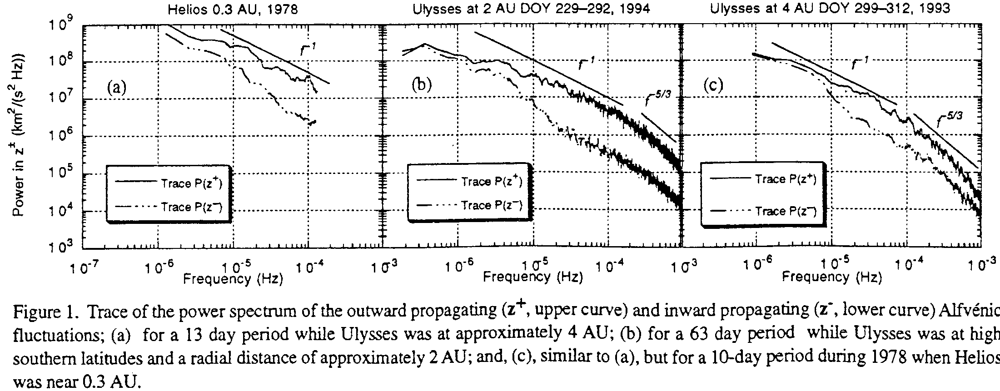 Helios 0.3 AU, 1978
Ulysses at 2 AU DOY 229–292, 1994
Ulysses at 4 AU DOY 299–312, 1993
Power in z± (km²/(s² Hz))
10⁹
10⁸
10⁷
10⁶
10⁵
10⁴
10³
f⁻¹
(a)
Trace P(z⁺)
Trace P(z⁻)
f⁻¹
(b)
f⁻5/3
Trace P(z⁺)
Trace P(z⁻)
f⁻¹
(c)
f⁻5/3
Trace P(z⁺)
Trace P(z⁻)
10⁻⁷ 10⁻⁶ 10⁻⁵ 10⁻⁴ 10⁻³ 10⁻⁶ 10⁻⁵ 10⁻⁴ 10⁻³ 10⁻⁶ 10⁻⁵ 10⁻⁴ 10⁻³
Frequency (Hz) Frequency (Hz) Frequency (Hz)
Figure 1. Trace of the power spectrum of the outward propagating (z⁺, upper curve) and inward propagating (z⁻, lower curve) Alfvénic
fluctuations; (a) for a 13 day period while Ulysses was at approximately 4 AU; (b) for a 63 day period while Ulysses was at high
southern latitudes and a radial distance of approximately 2 AU; and, (c), similar to (a), but for a 10-day period during 1978 when Helios
was near 0.3 AU.